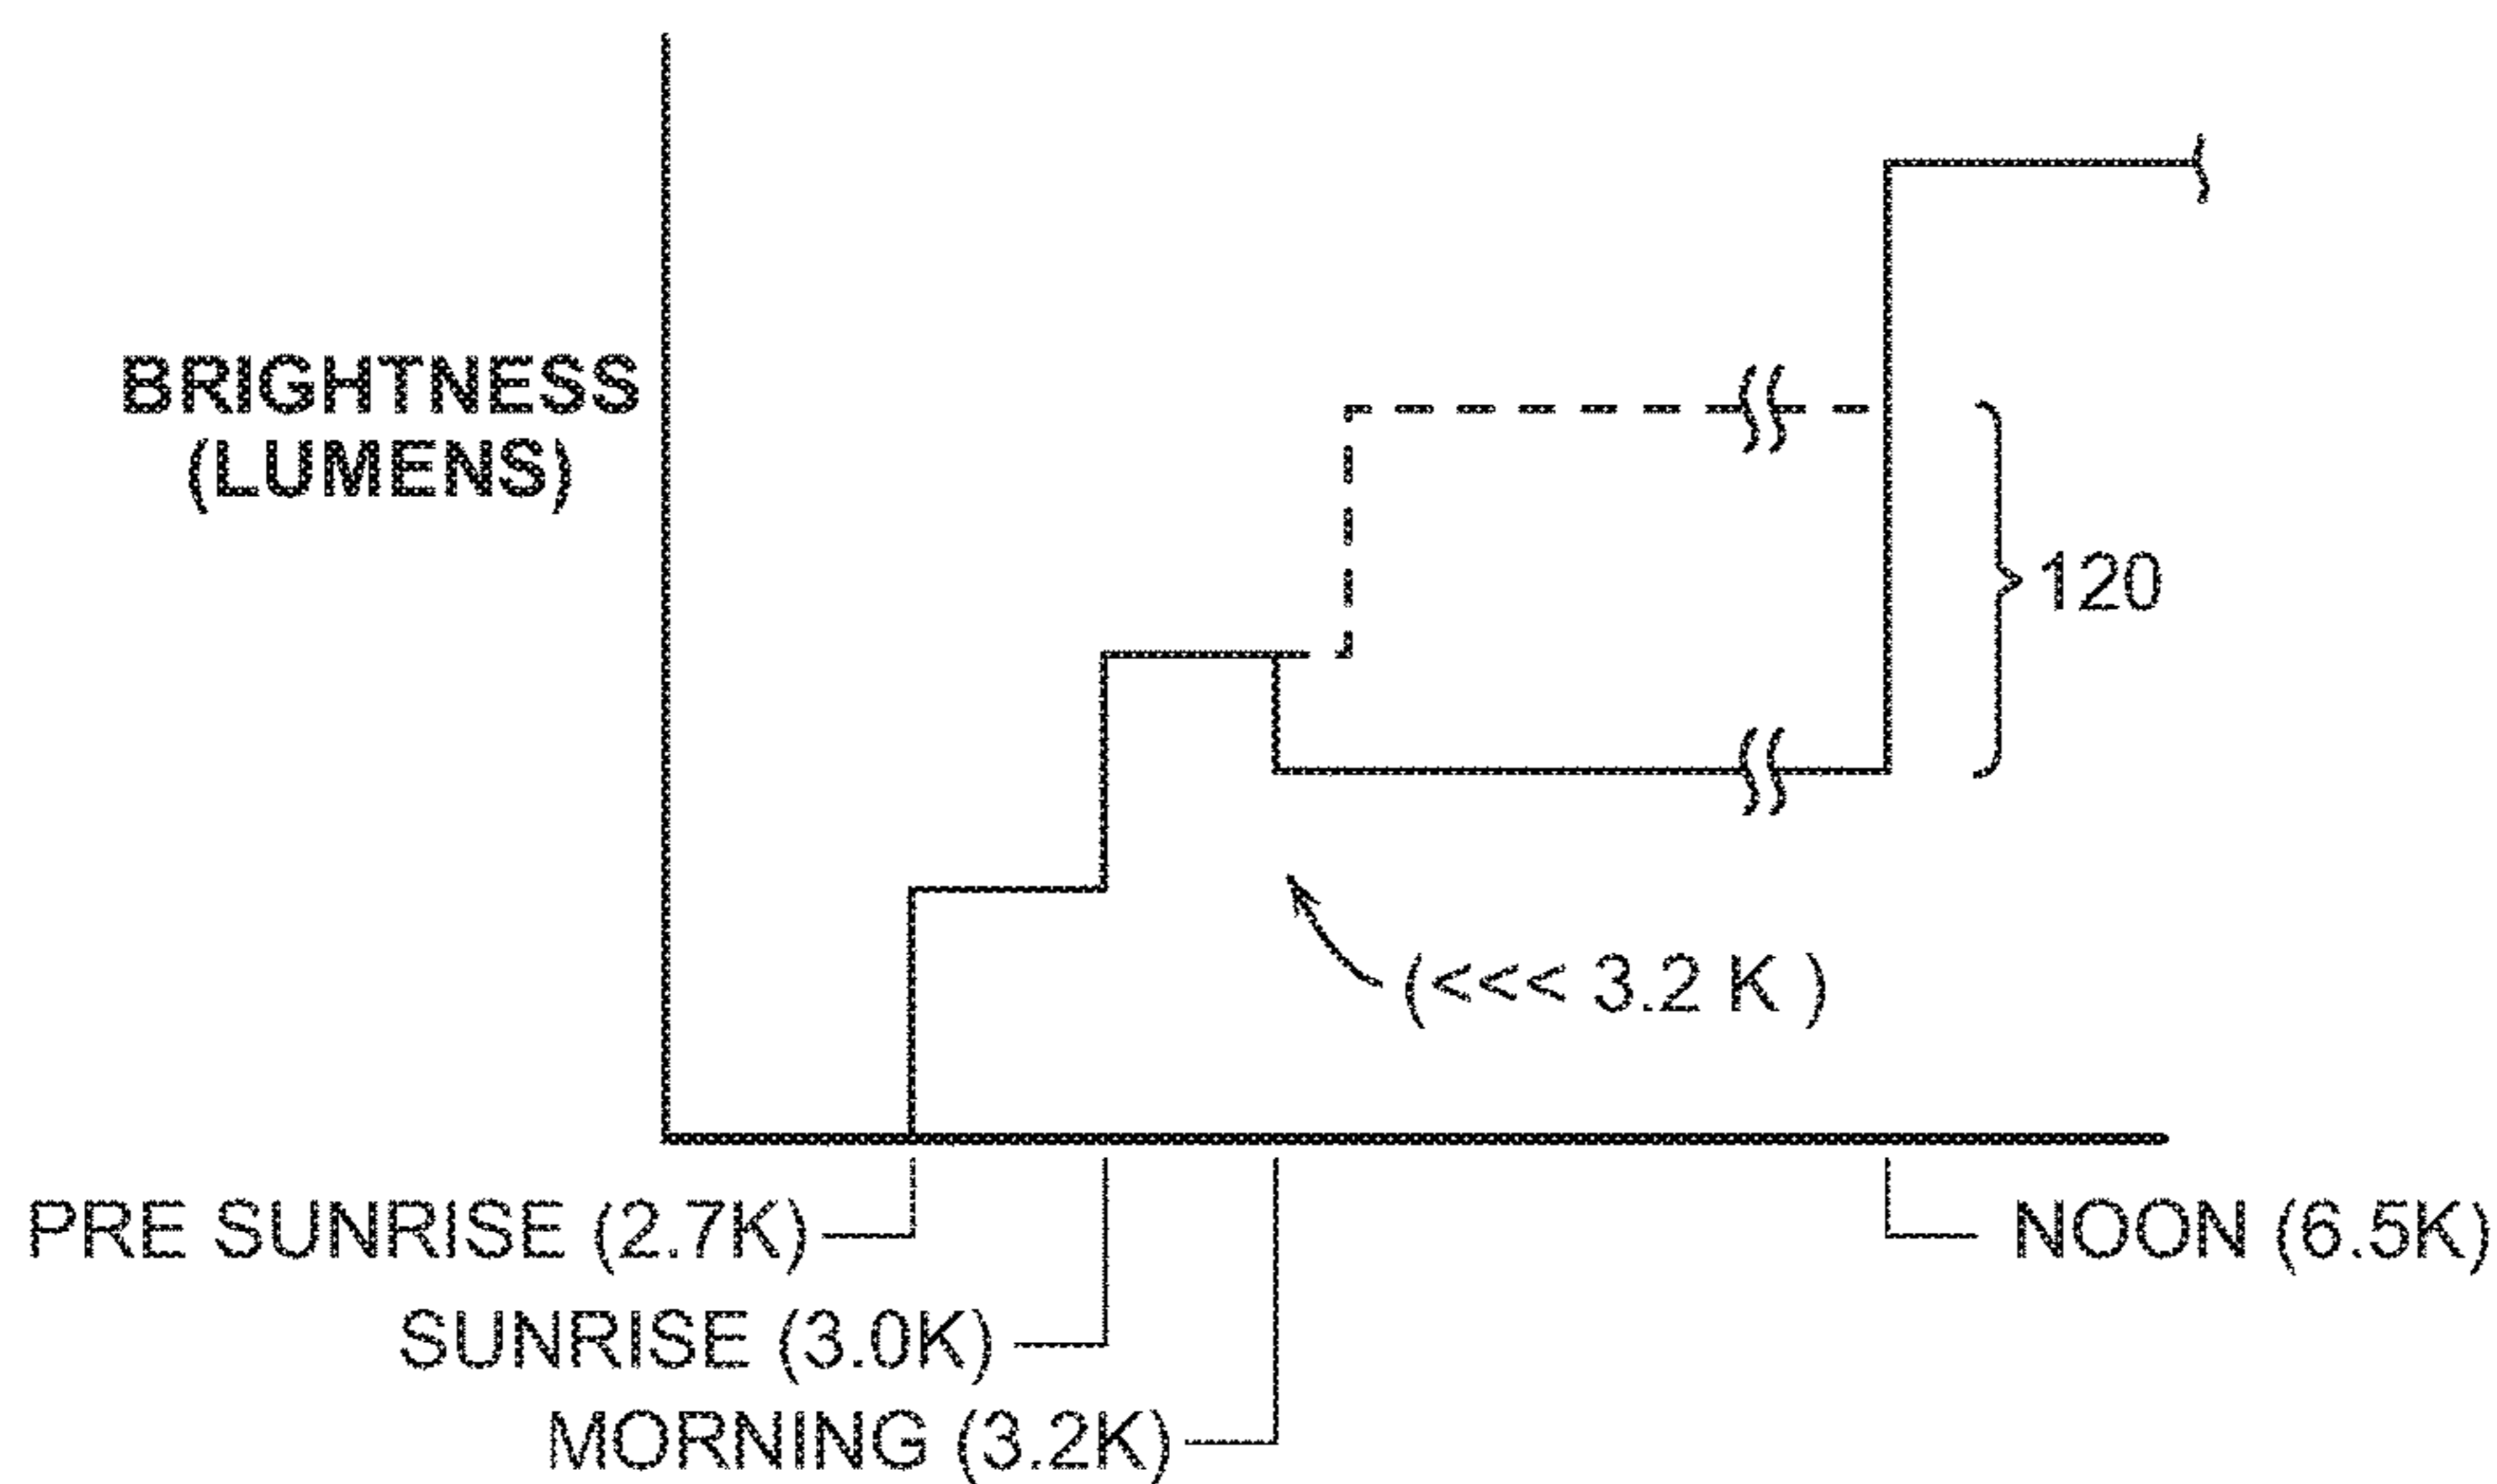 BRIGHTNESS
(LUMENS)
120
(<<< 3.2 K )
PRE SUNRISE (2.7K)
NOON (6.5K)
SUNRISE (3.0K)
MORNING (3.2K)